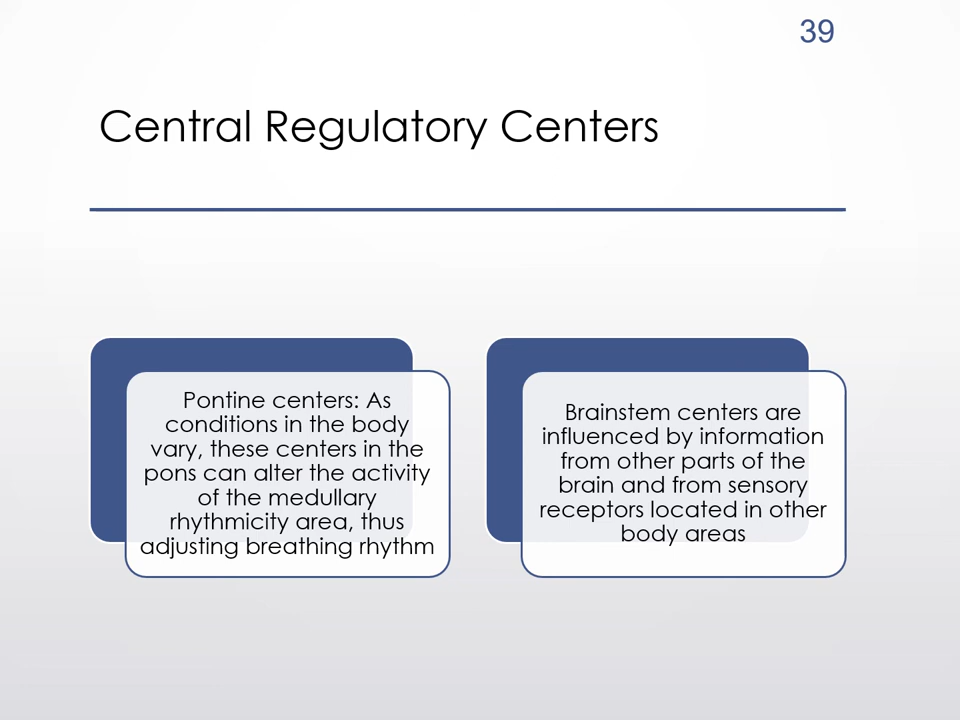 39
Central Regulatory Centers
Pontine centers: As
conditions in the body
vary, these centers in the
pons can alter the activity
of the medullary
rhythmicity area, thus
adjusting breathing rhythm
Brainstem centers are
influenced by information
from other parts of the
brain and from sensory
receptors located in other
body areas